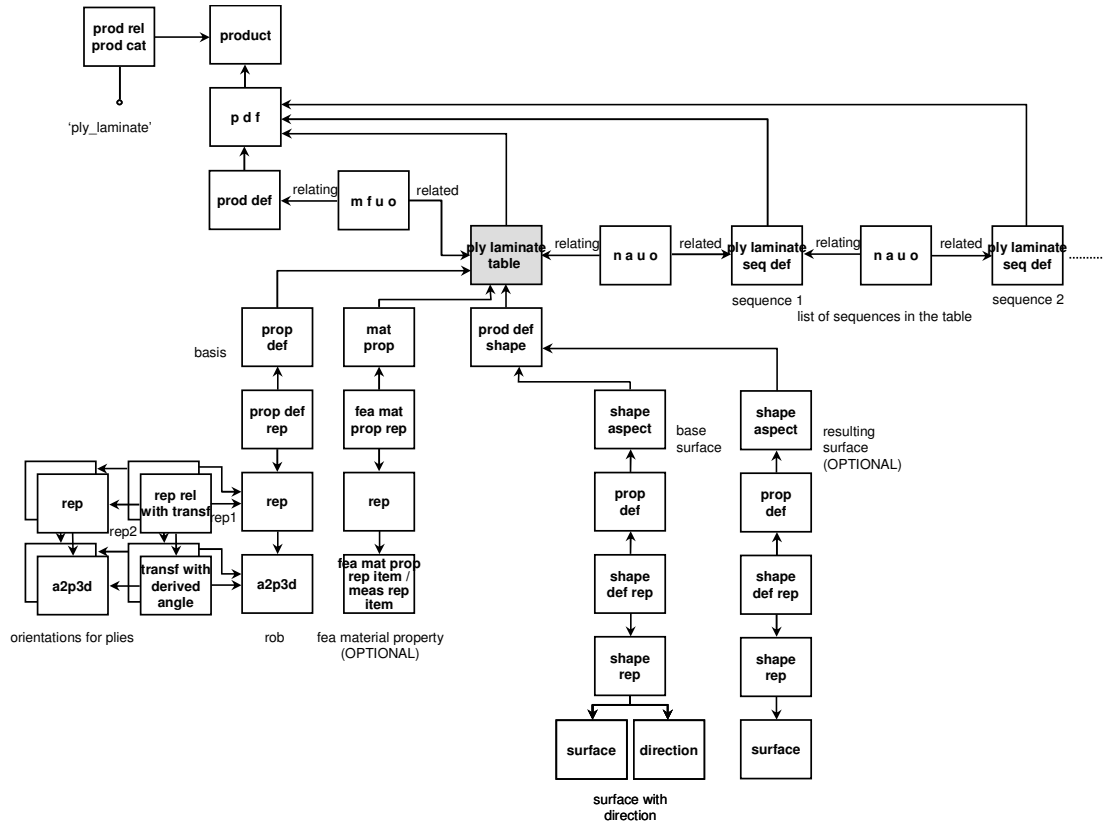 prod rel
prod cat
product
'ply_laminate'
p d f
prod def
relating
m f u o
related
ply laminate
table
relating
n a u o
related
ply laminate
seq def
relating
n a u o
related
ply laminate
seq def
..........
sequence 1
sequence 2
list of sequences in the table
basis
prop
def
mat
prop
prod def
shape
prop def
rep
fea mat
prop rep
shape
aspect
base
surface
shape
aspect
resulting
surface
(OPTIONAL)
rep
rep2
rep rel
with transf
rep1
rep
rep
prop
def
prop
def
a2p3d
transf with
derived
angle
a2p3d
fea mat prop
rep item /
meas rep
item
shape
def rep
shape
def rep
orientations for plies
rob
fea material property
(OPTIONAL)
shape
rep
shape
rep
surface
direction
surface
surface with
direction